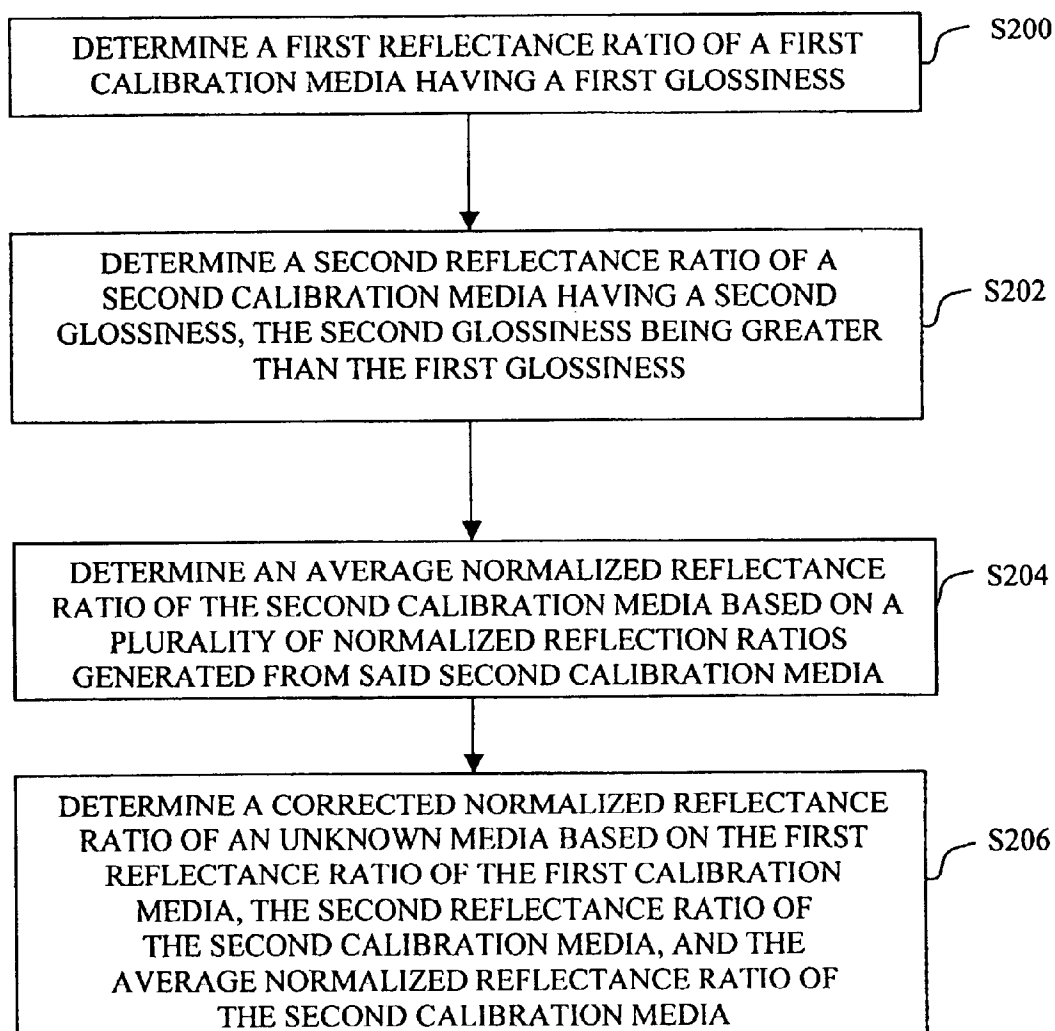 DETERMINE A FIRST REFLECTANCE RATIO OF A FIRST
CALIBRATION MEDIA HAVING A FIRST GLOSSINESS
S200
DETERMINE A SECOND REFLECTANCE RATIO OF A
SECOND CALIBRATION MEDIA HAVING A SECOND
GLOSSINESS, THE SECOND GLOSSINESS BEING GREATER
THAN THE FIRST GLOSSINESS
S202
DETERMINE AN AVERAGE NORMALIZED REFLECTANCE
RATIO OF THE SECOND CALIBRATION MEDIA BASED ON A
PLURALITY OF NORMALIZED REFLECTION RATIOS
GENERATED FROM SAID SECOND CALIBRATION MEDIA
S204
DETERMINE A CORRECTED NORMALIZED REFLECTANCE
RATIO OF AN UNKNOWN MEDIA BASED ON THE FIRST
REFLECTANCE RATIO OF THE FIRST CALIBRATION
MEDIA, THE SECOND REFLECTANCE RATIO OF
THE SECOND CALIBRATION MEDIA, AND THE
AVERAGE NORMALIZED REFLECTANCE RATIO OF
THE SECOND CALIBRATION MEDIA
S206